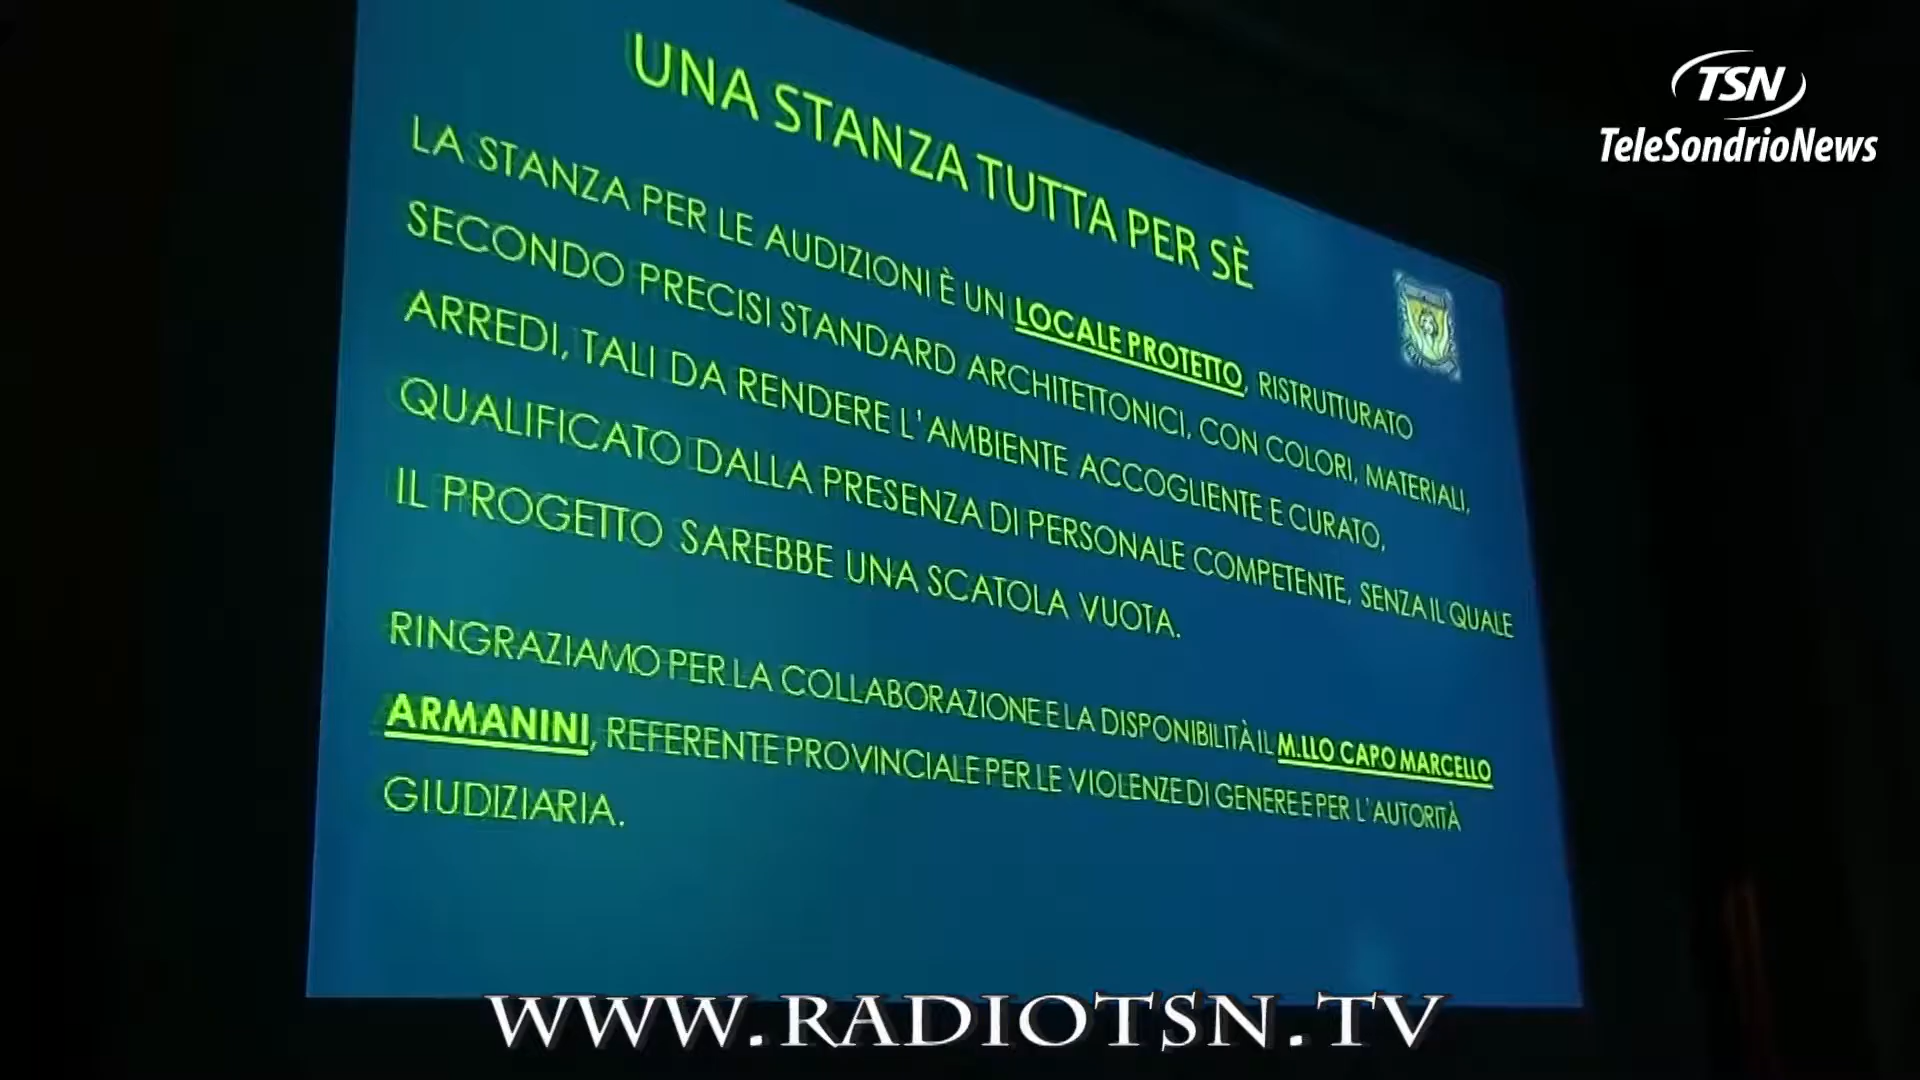 TSN
TeleSondrioNews
UNA STANZA TUTTA PER SÈ
LA STANZA PER LE AUDIZIONI È UN LOCALE PROTETTO, RISTRUTTURATO
SECONDO PRECISI STANDARD ARCHITETTONICI, CON COLORI, MATERIALI,
ARREDI, TALI DA RENDERE L'AMBIENTE ACCOGLIENTE E CURATO,
QUALIFICATO DALLA PRESENZA DI PERSONALE COMPETENTE, SENZA IL QUALE
IL PROGETTO SAREBBE UNA SCATOLA VUOTA.
RINGRAZIAMO PER LA COLLABORAZIONE E LA DISPONIBILITÀ IL M.LLO CAPO MARCELLO
ARMANINI, REFERENTE PROVINCIALE PER LE VIOLENZE DI GENERE E PER L'AUTORITÀ
GIUDIZIARIA.
WWW.RADIOTSN.TV